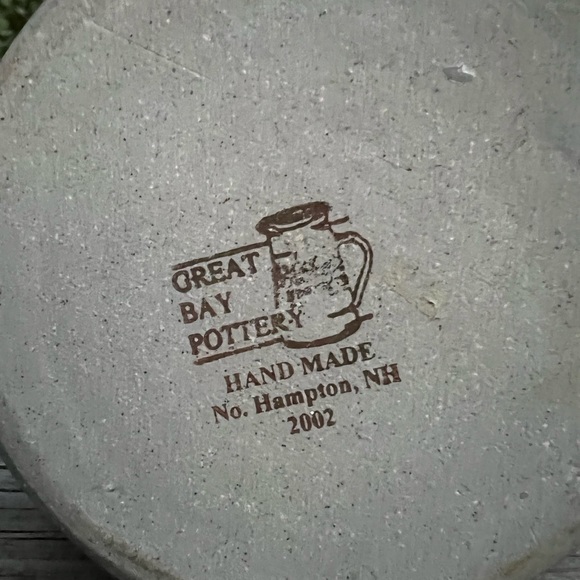 GREAT
BAY
POTTERY
HAND MADE
No. Hampton, NH
2002